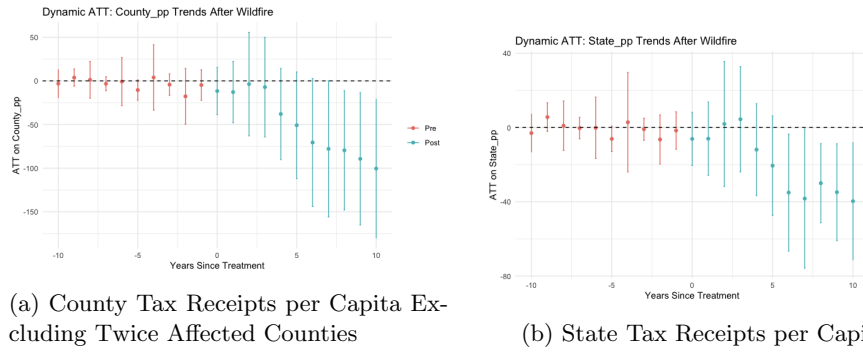 Dynamic ATT: County_pp Trends After Wildfire
ATT on County_pp
50
0
-50
-100
-150
-10
-5
0
5
10
Years Since Treatment
Pre
Post
(a) County Tax Receipts per Capita Ex-
cluding Twice Affected Counties
Dynamic ATT: State_pp Trends After Wildfire
ATT on State_pp
40
0
-40
-80
-10
-5
0
5
10
Years Since Treatment
(b) State Tax Receipts per Capi